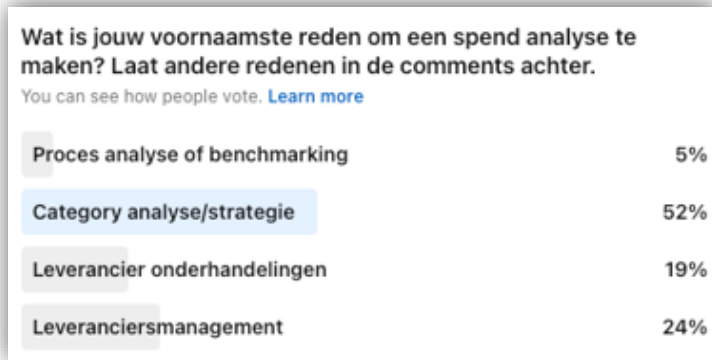 Wat is jouw voornaamste reden om een spend analyse te
maken? Laat andere redenen in de comments achter.
You can see how people vote. Learn more
Proces analyse of benchmarking 5%
Category analyse/strategie 52%
Leverancier onderhandelingen 19%
Leveranciersmanagement 24%